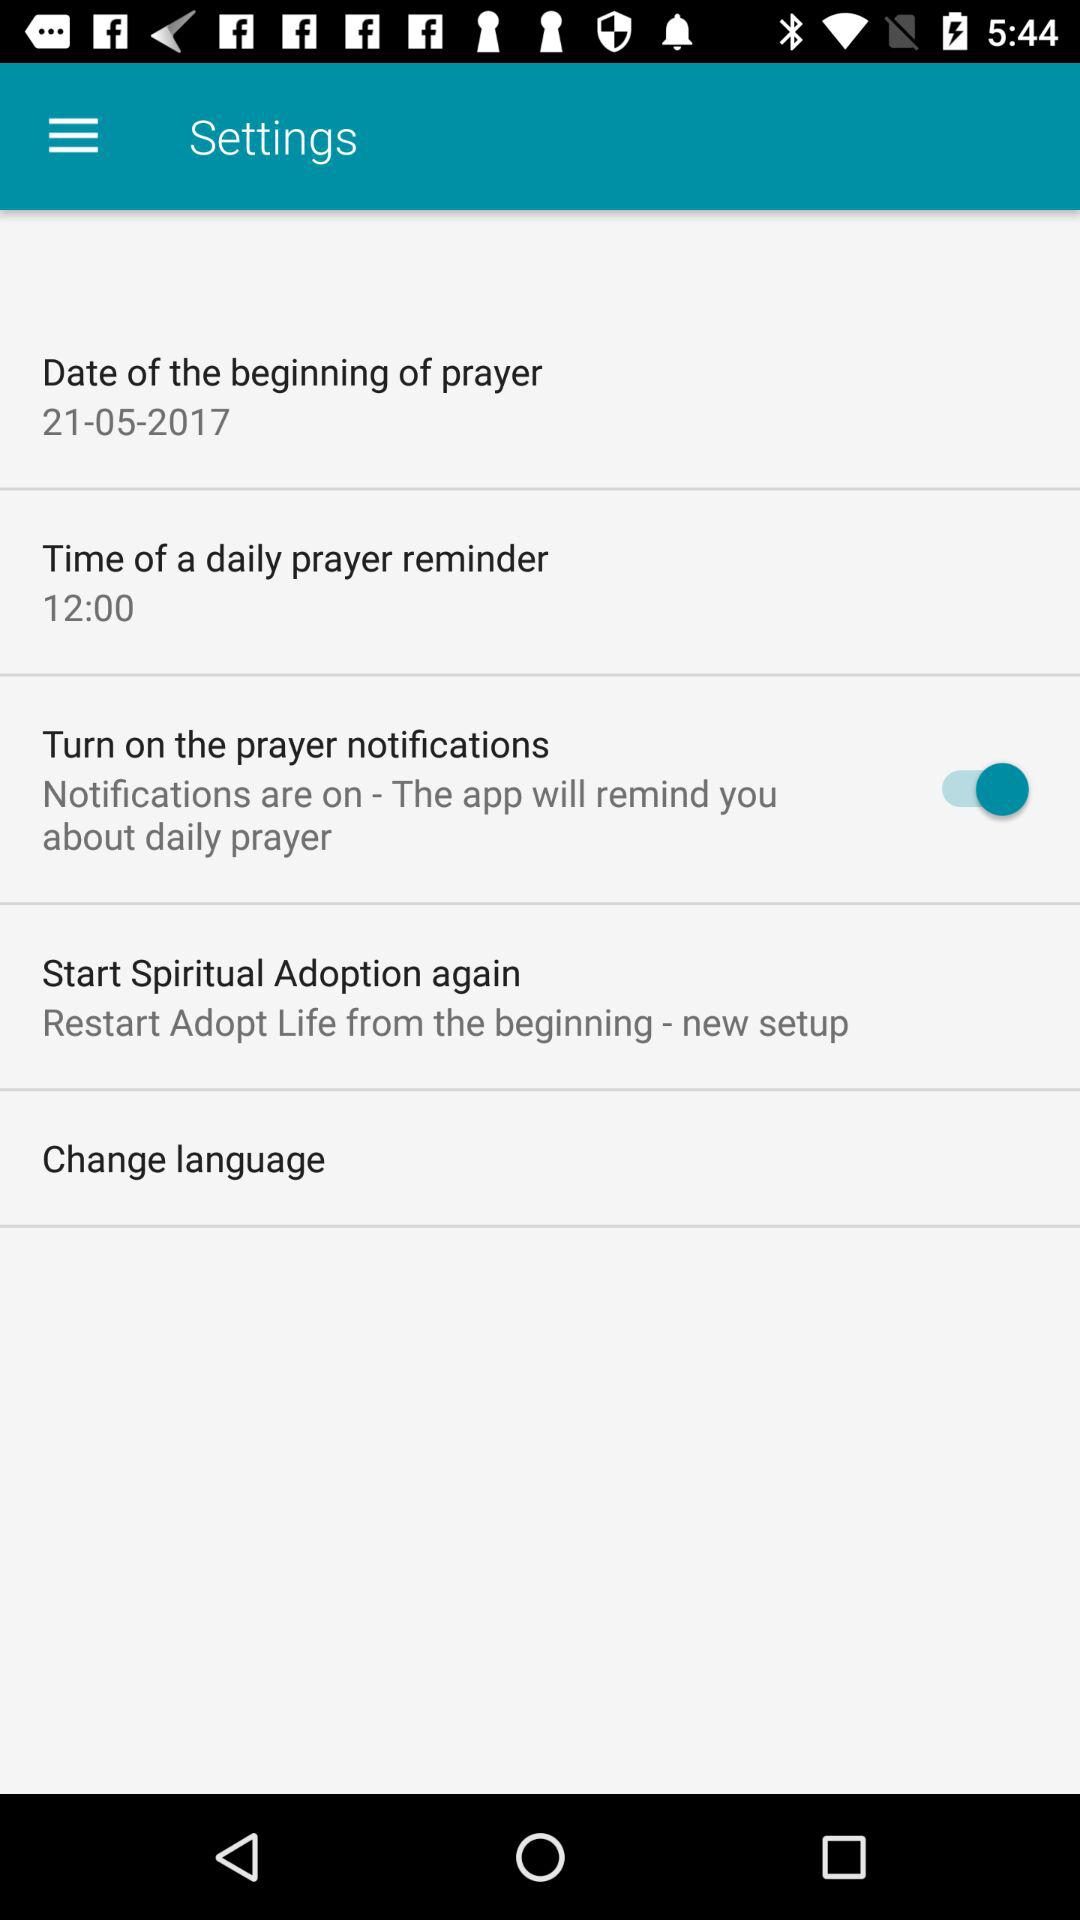 5:44
Settings
Date of the beginning of prayer
21-05-2017
Time of a daily prayer reminder
12:00
Turn on the prayer notifications
Notifications are on - The app will remind you
about daily prayer
Start Spiritual Adoption again
Restart Adopt Life from the beginning - new setup
Change language